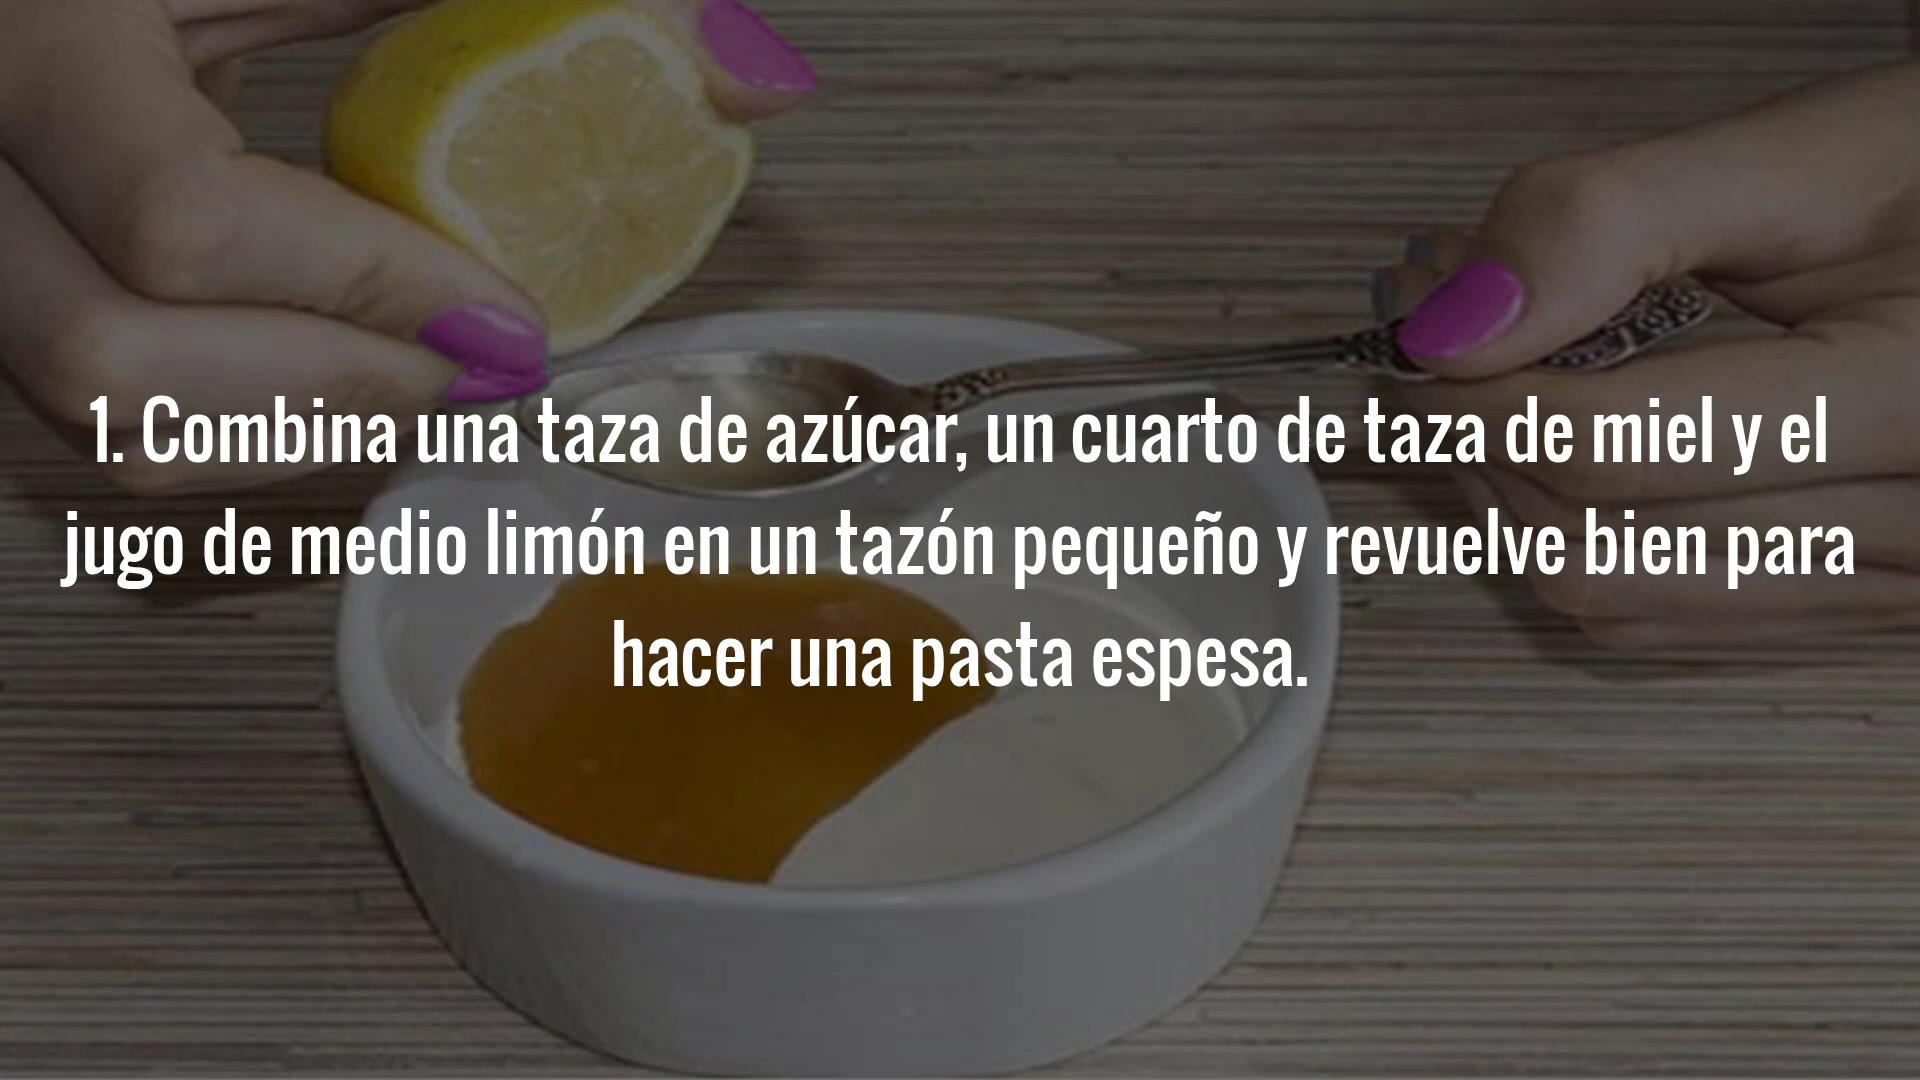 1. Combina una taza de azúcar, un cuarto de taza de miel y el
jugo de medio limón en un tazón pequeño y revuelve bien para
hacer una pasta espesa.